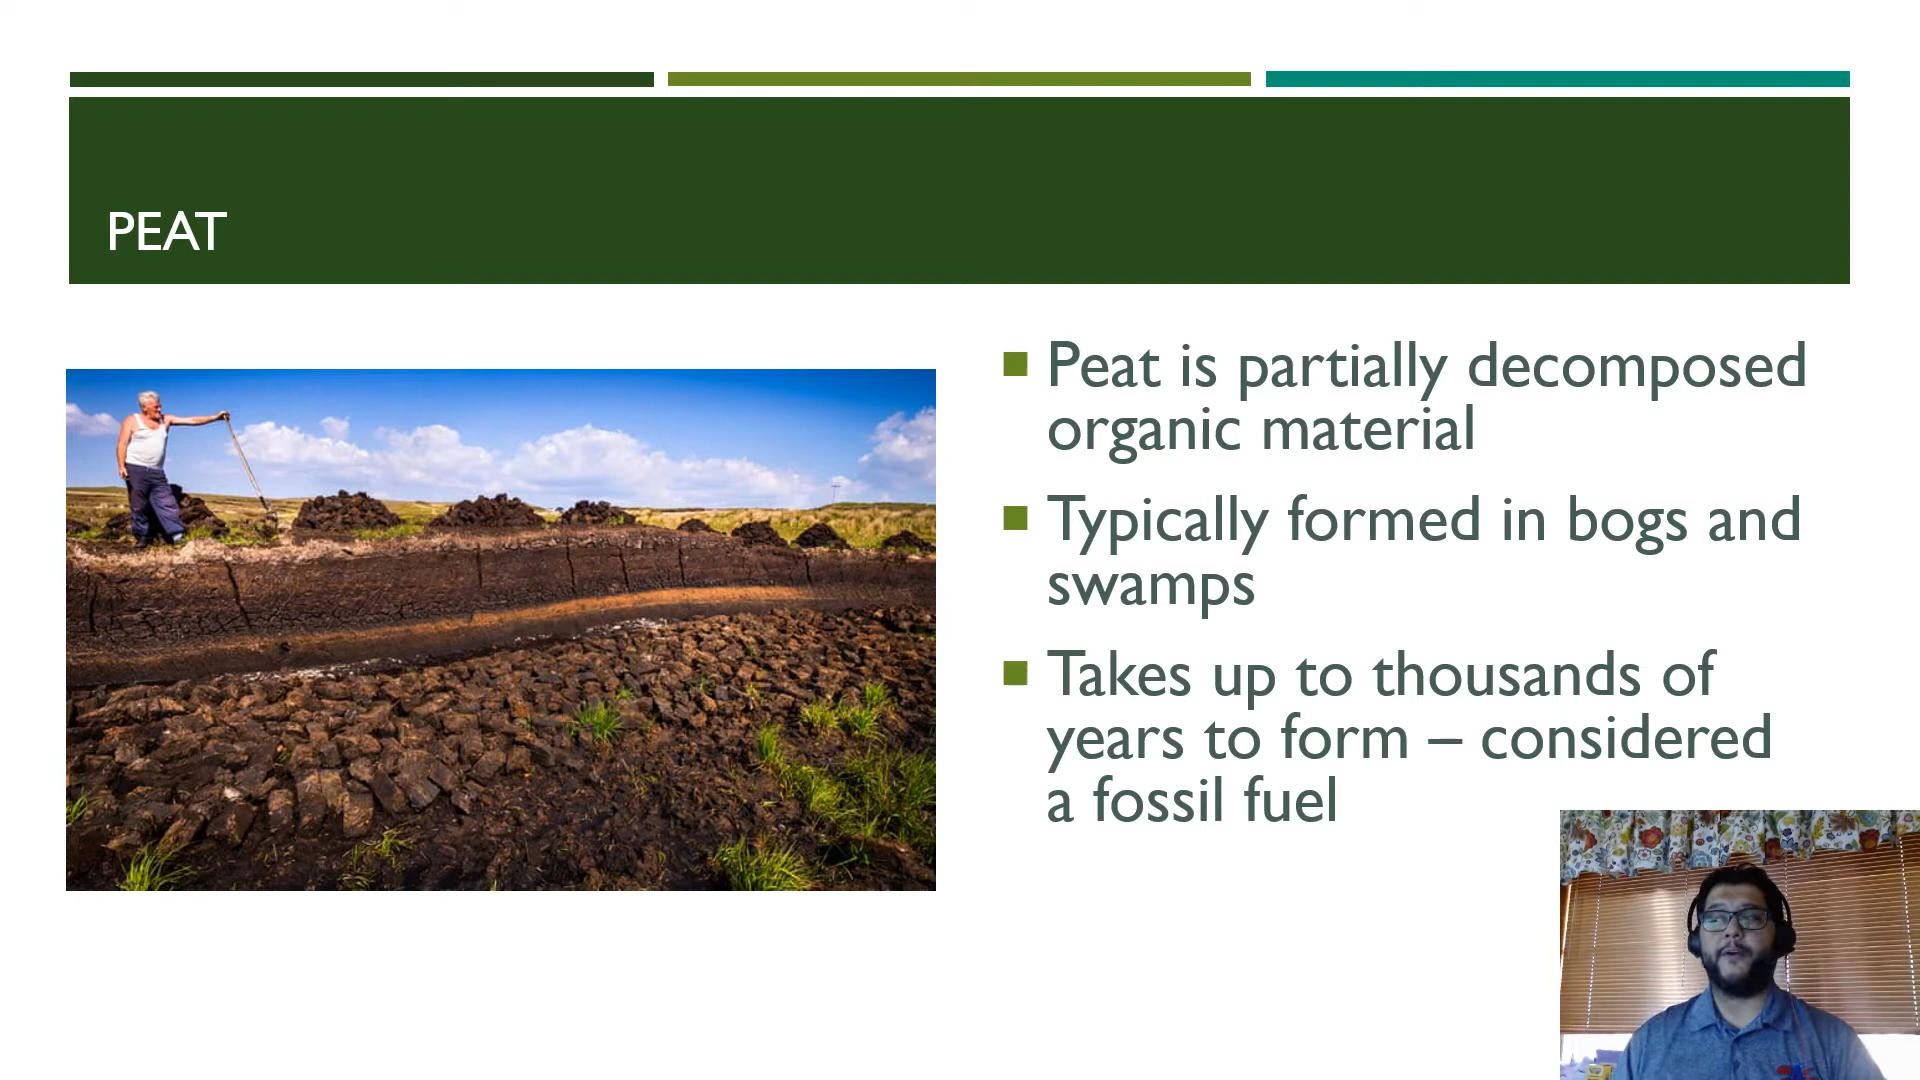 PEAT
Peat is partially decomposed
organic material
Typically formed in bogs and
swamps
Takes up to thousands of
years to form – considered
a fossil fuel